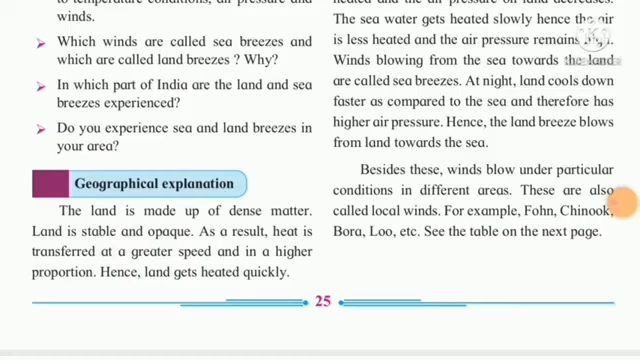 to temperature conditions, air pressure and
winds.
➤ Which winds are called sea breezes and
which are called land breezes ? Why?
➤ In which part of India are the land and sea
breezes experienced?
➤ Do you experience sea and land breezes in
your area?
Geographical explanation
The land is made up of dense matter.
Land is stable and opaque. As a result, heat is
transferred at a greater speed and in a higher
proportion. Hence, land gets heated quickly.
heated and the air pressure on land decreases.
The sea water gets heated slowly hence the air
is less heated and the air pressure remains high.
Winds blowing from the sea towards the land
are called sea breezes. At night, land cools down
faster as compared to the sea and therefore has
higher air pressure. Hence, the land breeze blows
from land towards the sea.
Besides these, winds blow under particular
conditions in different areas. These are also
called local winds. For example, Fohn, Chinook,
Bora, Loo, etc. See the table on the next page.
25